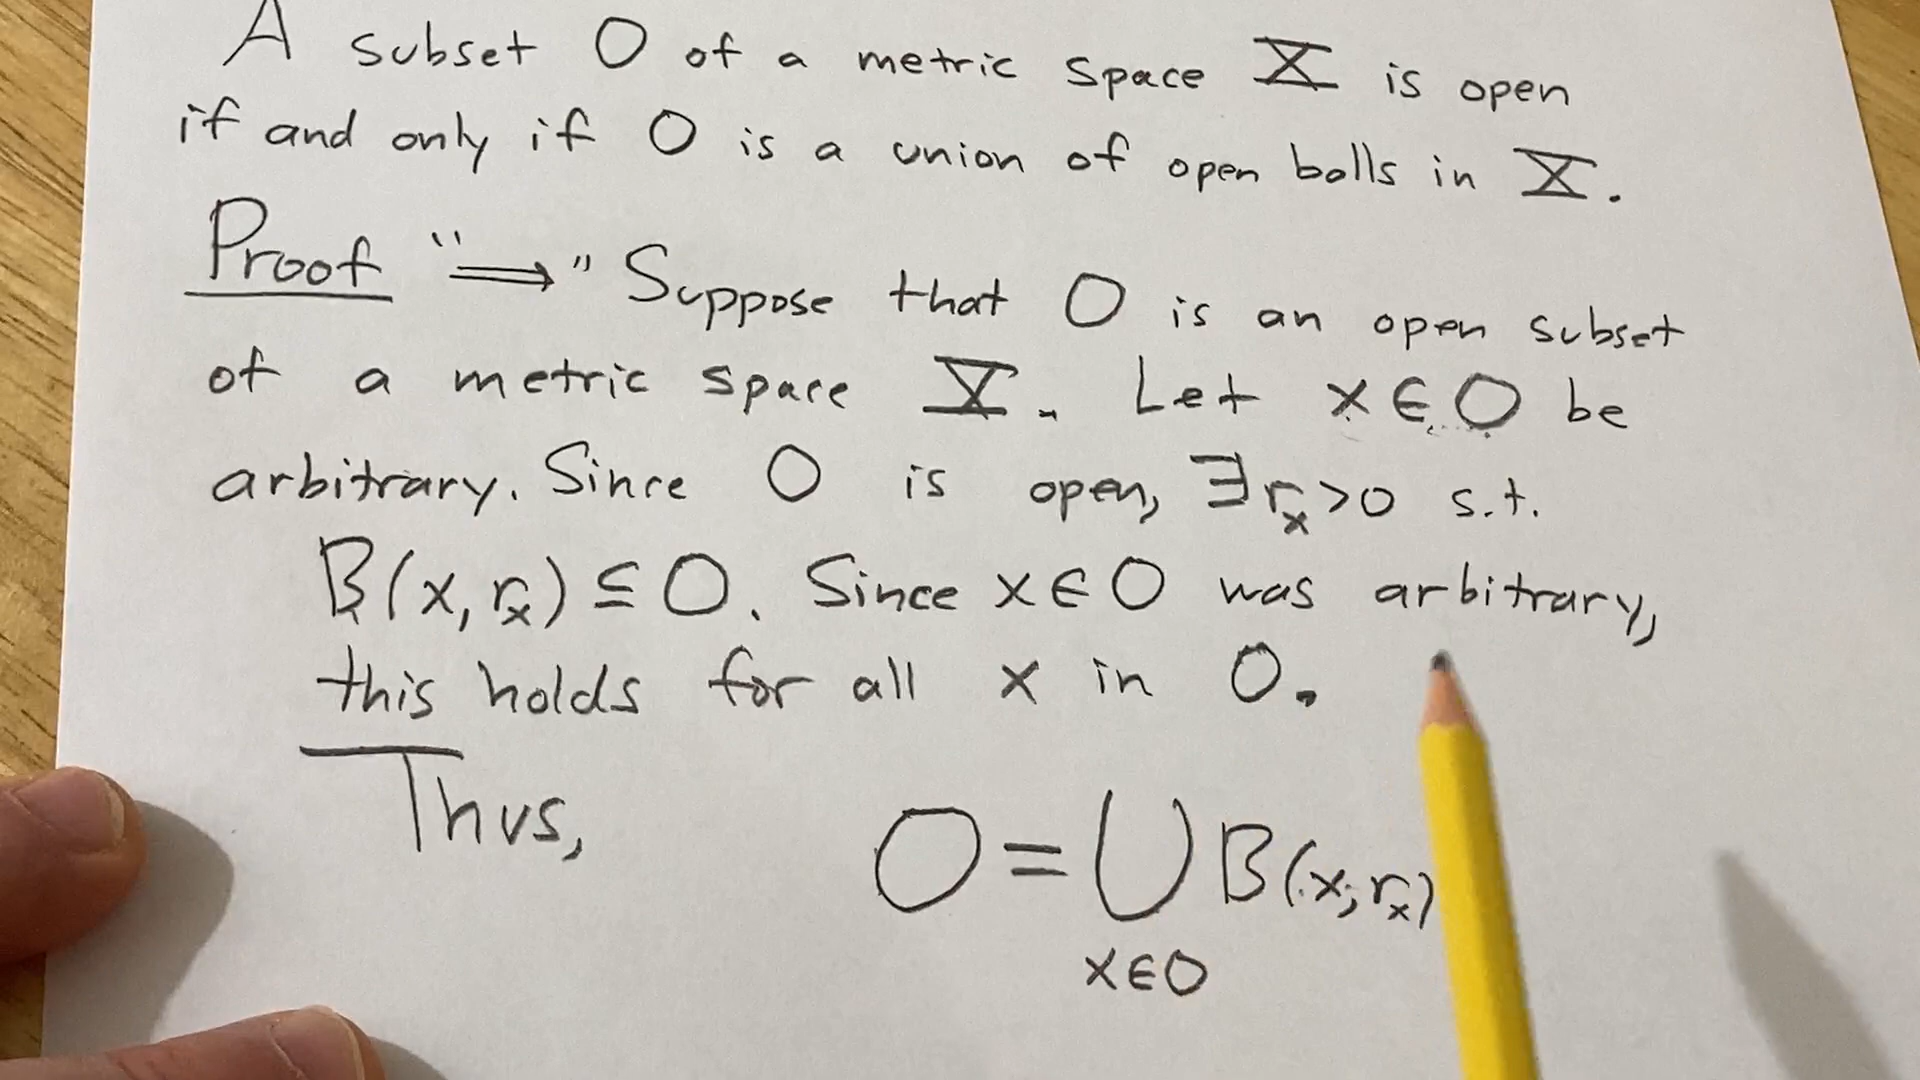 A subset O of a metric space X is open
if and only if O is a union of open balls in X.
Proof "⟹" Suppose that O is an open subset
of a metric space X. Let x∈O be
arbitrary. Since O is open, ∃ rₓ>0 s.t.
B(x, rₓ) ⊆ O. Since x∈O was arbitrary,
this holds for all x in O.
Thus,
O = ⋃ B(x, rₓ)
x∈O